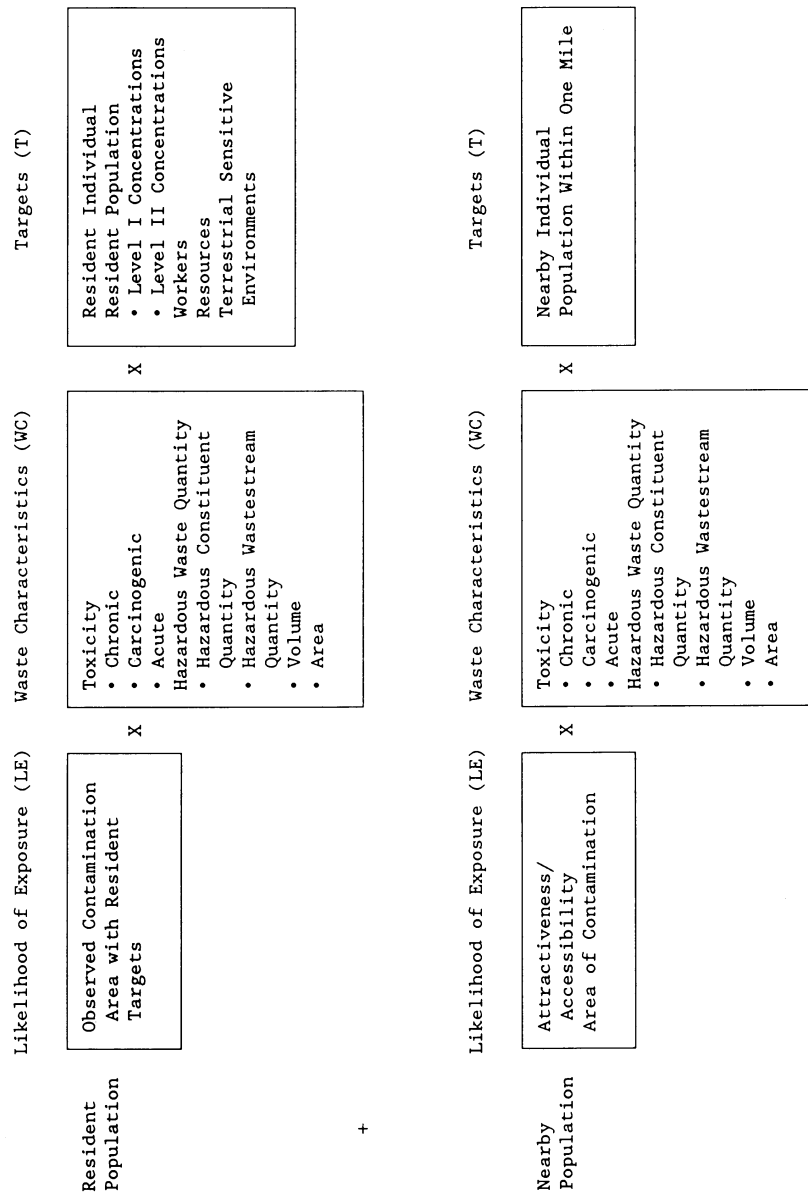 Likelihood of Exposure (LE)
Waste Characteristics (WC)
Targets (T)
Resident
Population
Observed Contamination
Area with Resident
Targets
X
Toxicity
• Chronic
• Carcinogenic
• Acute
Hazardous Waste Quantity
• Hazardous Constituent
Quantity
• Hazardous Wastestream
Quantity
• Volume
• Area
X
Resident Individual
Resident Population
• Level I Concentrations
• Level II Concentrations
Workers
Resources
Terrestrial Sensitive
Environments
+
Likelihood of Exposure (LE)
Waste Characteristics (WC)
Targets (T)
Nearby
Population
Attractiveness/
Accessibility
Area of Contamination
X
Toxicity
• Chronic
• Carcinogenic
• Acute
Hazardous Waste Quantity
• Hazardous Constituent
Quantity
• Hazardous Wastestream
Quantity
• Volume
• Area
X
Nearby Individual
Population Within One Mile